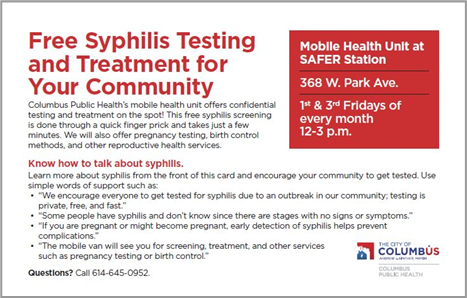 Free Syphilis Testing
and Treatment for
Your Community
Columbus Public Health's mobile health unit offers confidential
testing and treatment on the spot! This free syphilis screening
is done through a quick finger prick and takes just a few
minutes. We will also offer pregnancy testing, birth control
methods, and other reproductive health services.
Mobile Health Unit at
SAFER Station
368 W. Park Ave.
1st & 3rd Fridays of
every month
12-3 p.m.
Know how to talk about syphilis.
Learn more about syphilis from the front of this card and encourage your community to get tested. Use
simple words of support such as:
• "We encourage everyone to get tested for syphilis due to an outbreak in our community; testing is
private, free, and fast."
• "Some people have syphilis and don't know since there are stages with no signs or symptoms."
• "If you are pregnant or might become pregnant, early detection of syphilis helps prevent
complications."
• "The mobile van will see you for screening, treatment, and other services
such as pregnancy testing or birth control."
Questions? Call 614-645-0952.
THE CITY OF
COLUMBUS
COLUMBUS
PUBLIC HEALTH